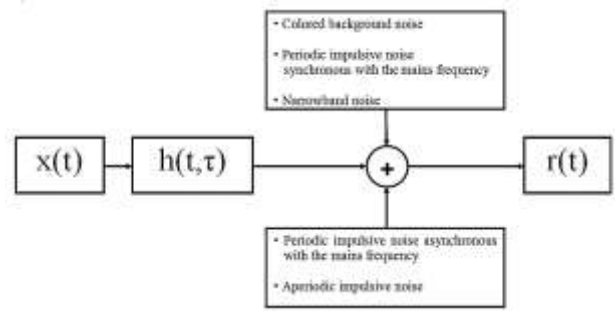 • Colored background noise
• Periodic impulsive noise
synchronous with the mains frequency
• Narrowband noise
x(t)
h(t,τ)
+
r(t)
• Periodic impulsive noise asynchronous
with the mains frequency
• Aperiodic impulsive noise